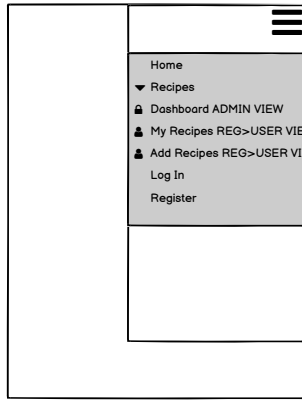 Home
Recipes
Dashboard ADMIN VIEW
My Recipes REG>USER VIE
Add Recipes REG>USER VI
Log In
Register